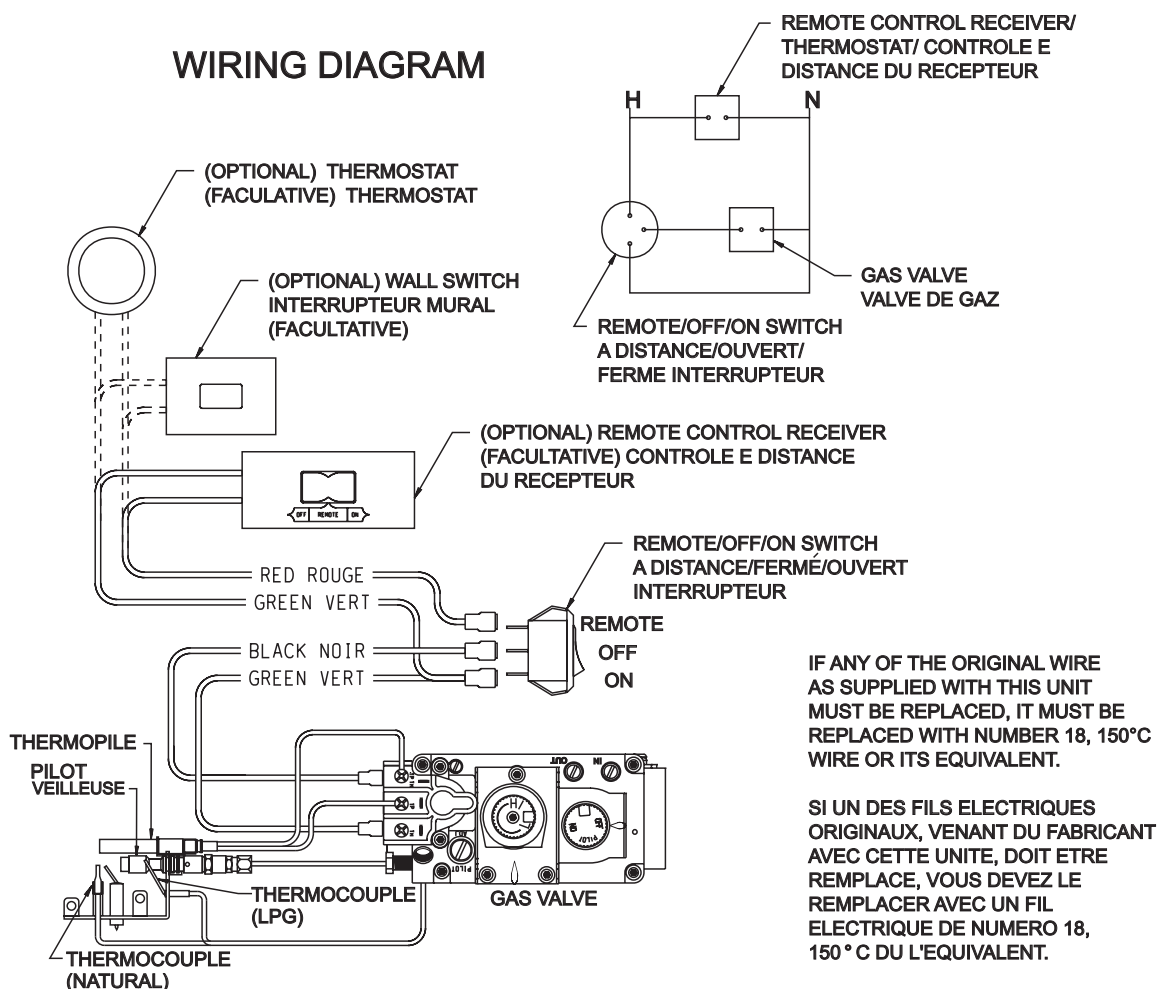 WIRING DIAGRAM
REMOTE CONTROL RECEIVER/
THERMOSTAT/ CONTROLE E
DISTANCE DU RECEPTEUR
H
N
(OPTIONAL) THERMOSTAT
(FACULATIVE) THERMOSTAT
(OPTIONAL) WALL SWITCH
INTERRUPTEUR MURAL
(FACULTATIVE)
GAS VALVE
VALVE DE GAZ
REMOTE/OFF/ON SWITCH
A DISTANCE/OUVERT/
FERME INTERRUPTEUR
(OPTIONAL) REMOTE CONTROL RECEIVER
(FACULTATIVE) CONTROLE E DISTANCE
DU RECEPTEUR
OFF REMOTE ON
REMOTE/OFF/ON SWITCH
A DISTANCE/FERMÉ/OUVERT
INTERRUPTEUR
RED ROUGE
GREEN VERT
BLACK NOIR
GREEN VERT
REMOTE
OFF
ON
IF ANY OF THE ORIGINAL WIRE
AS SUPPLIED WITH THIS UNIT
MUST BE REPLACED, IT MUST BE
REPLACED WITH NUMBER 18, 150°C
WIRE OR ITS EQUIVALENT.
SI UN DES FILS ELECTRIQUES
ORIGINAUX, VENANT DU FABRICANT
AVEC CETTE UNITE, DOIT ETRE
REMPLACE, VOUS DEVEZ LE
REMPLACER AVEC UN FIL
ELECTRIQUE DE NUMERO 18,
150 ° C DU L'EQUIVALENT.
THERMOPILE
PILOT
VEILLEUSE
OUT
IN
HI
PILOT
OFF
PILOT
THERMOCOUPLE
(LPG)
GAS VALVE
THERMOCOUPLE
(NATURAL)